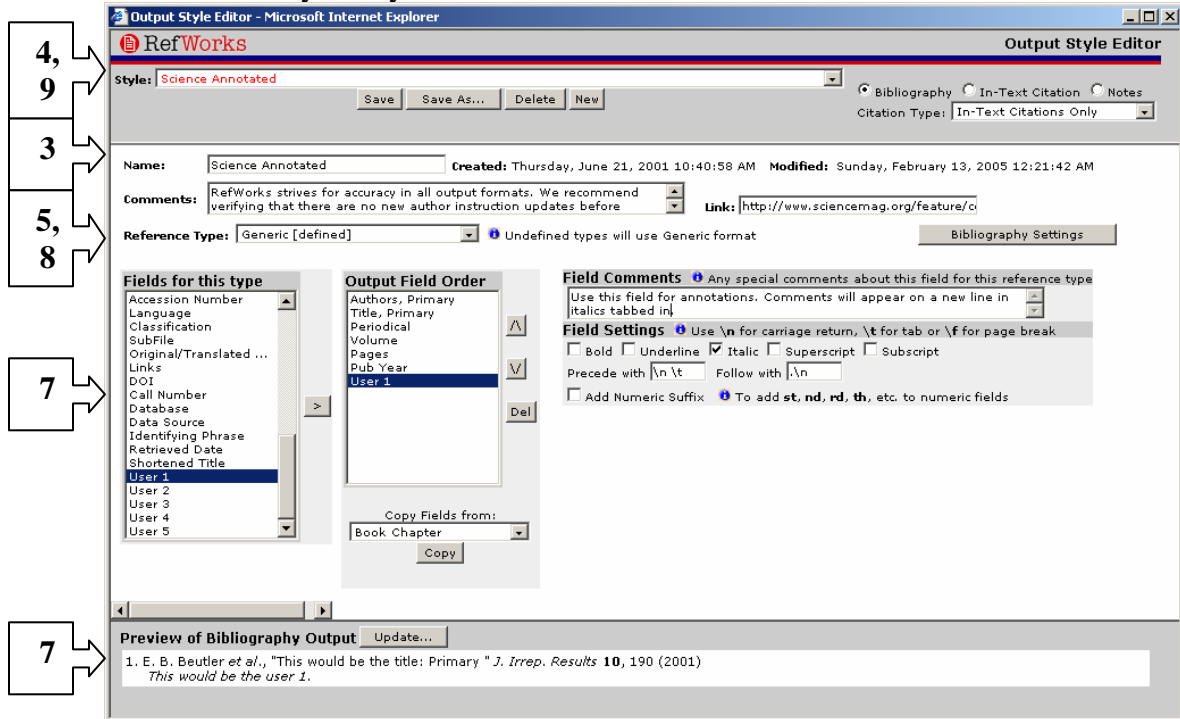 Output Style Editor - Microsoft Internet Explorer
RefWorks
Output Style Editor
4,
9
Style: Science Annotated
Save Save As... Delete New
Bibliography In-Text Citation Notes
Citation Type: In-Text Citations Only
3
Name: Science Annotated Created: Thursday, June 21, 2001 10:40:58 AM Modified: Sunday, February 13, 2005 12:21:42 AM
Comments: RefWorks strives for accuracy in all output formats. We recommend
verifying that there are no new author instruction updates before
Link: http://www.sciencemag.org/feature/c
5,
8
Reference Type: Generic [defined] Undefined types will use Generic format Bibliography Settings
Fields for this type
Accession Number
Language
Classification
SubFile
Original/Translated ...
Links
DOI
Call Number
Database
Data Source
Identifying Phrase
Retrieved Date
Shortened Title
User 1
User 2
User 3
User 4
User 5
>
Output Field Order
Authors, Primary
Title, Primary
Periodical
Volume
Pages
Pub Year
User 1
/\
\/
Del
Copy Fields from:
Book Chapter
Copy
Field Comments Any special comments about this field for this reference type
Use this field for annotations. Comments will appear on a new line in
italics tabbed in.
Field Settings Use \n for carriage return, \t for tab or \f for page break
Bold Underline Italic Superscript Subscript
Precede with \n \t Follow with .\n
Add Numeric Suffix To add st, nd, rd, th, etc. to numeric fields
7
7
Preview of Bibliography Output Update...
1. E. B. Beutler et al., "This would be the title: Primary " J. Irrep. Results 10, 190 (2001)
This would be the user 1.